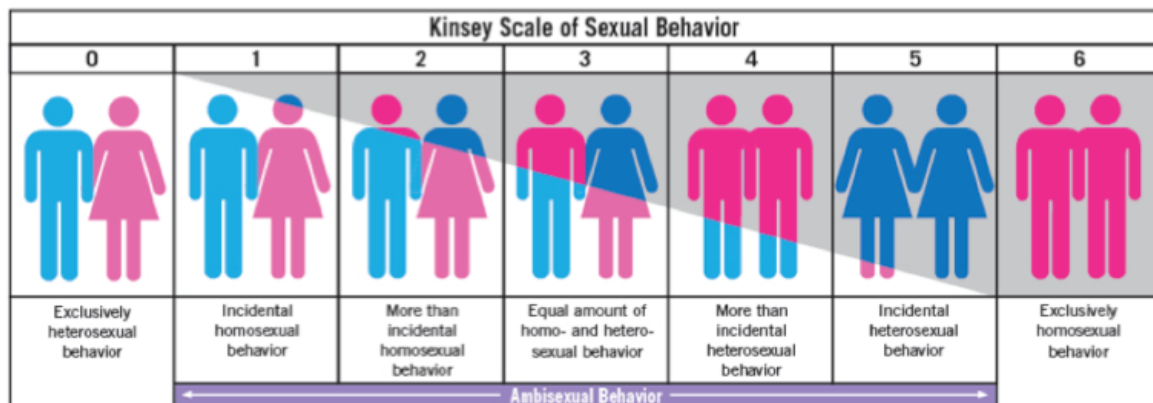 Kinsey Scale of Sexual Behavior
0 1 2 3 4 5 6
Exclusively
heterosexual
behavior
Incidental
homosexual
behavior
More than
incidental
homosexual
behavior
Equal amount of
homo- and hetero-
sexual behavior
More than
incidental
heterosexual
behavior
Incidental
heterosexual
behavior
Exclusively
homosexual
behavior
Ambisexual Behavior